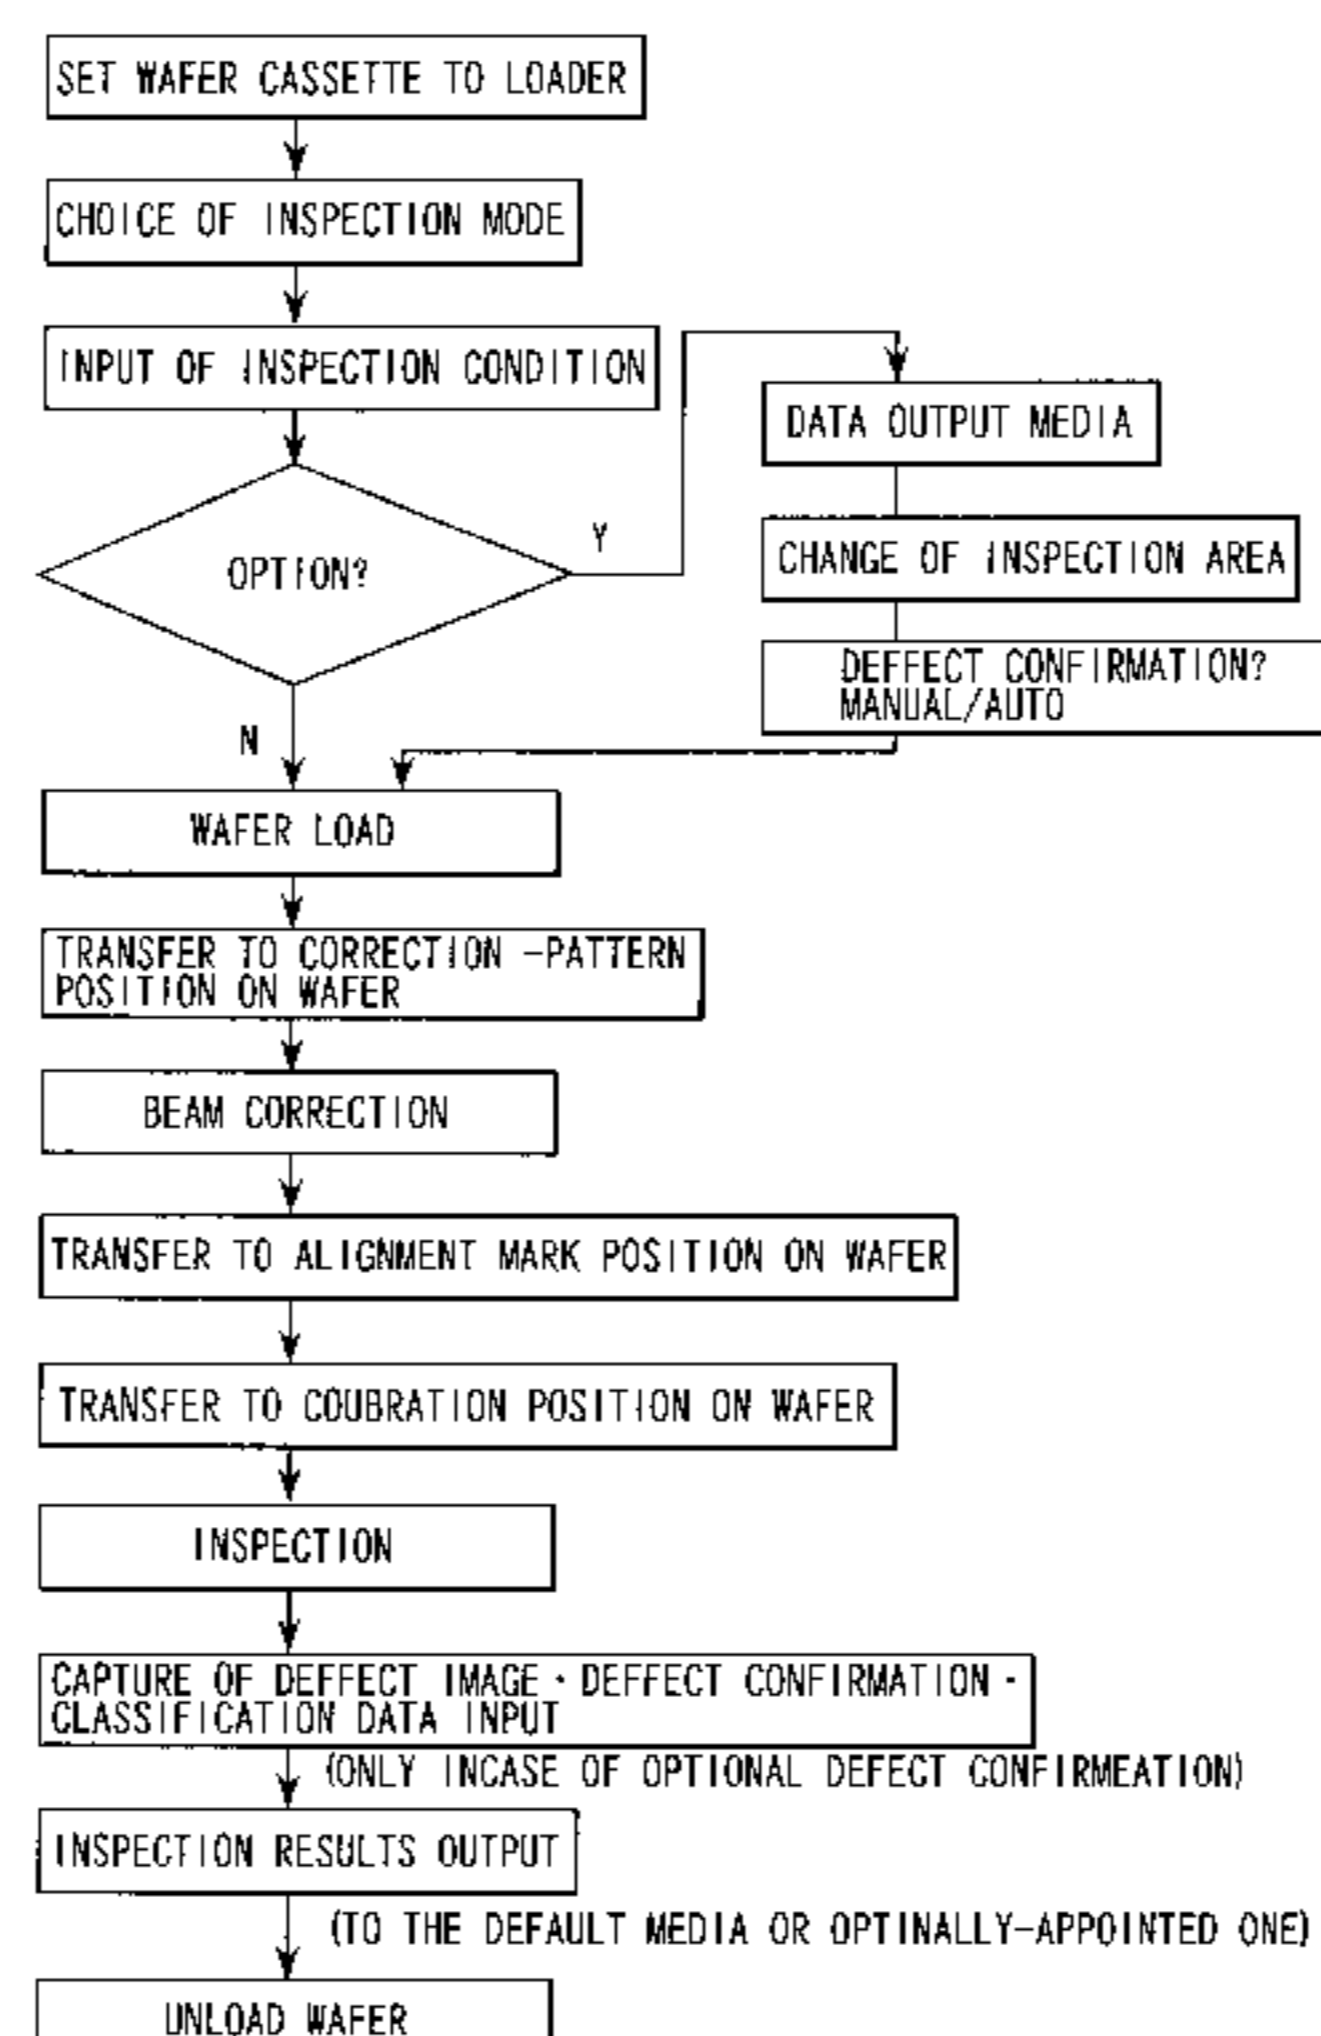 SET WAFER CASSETTE TO LOADER
CHOICE OF INSPECTION MODE
INPUT OF INSPECTION CONDITION
OPTION?
Y
N
DATA OUTPUT MEDIA
CHANGE OF INSPECTION AREA
DEFFECT CONFIRMATION?
MANUAL/AUTO
WAFER LOAD
TRANSFER TO CORRECTION -PATTERN
POSITION ON WAFER
BEAM CORRECTION
TRANSFER TO ALIGNMENT MARK POSITION ON WAFER
TRANSFER TO COUBRATION POSITION ON WAFER
INSPECTION
CAPTURE OF DEFFECT IMAGE・DEFFECT CONFIRMATION・
CLASSIFICATION DATA INPUT
(ONLY INCASE OF OPTIONAL DEFECT CONFIRMEATION)
INSPECTION RESULTS OUTPUT
(TO THE DEFAULT MEDIA OR OPTINALLY-APPOINTED ONE)
UNLOAD WAFER